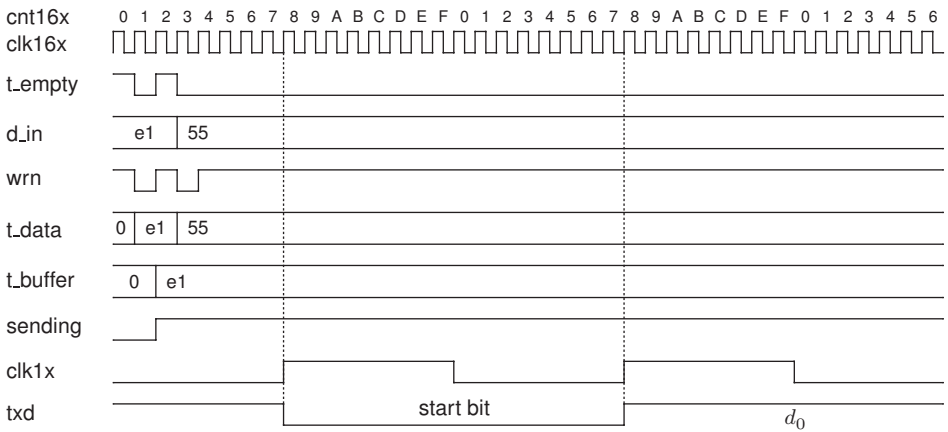 cnt16x 0 1 2 3 4 5 6 7 8 9 A B C D E F 0 1 2 3 4 5 6 7 8 9 A B C D E F 0 1 2 3 4 5 6
clk16x
t_empty
d_in e1 55
wrn
t_data 0 e1 55
t_buffer 0 e1
sending
clk1x
txd start bit d₀